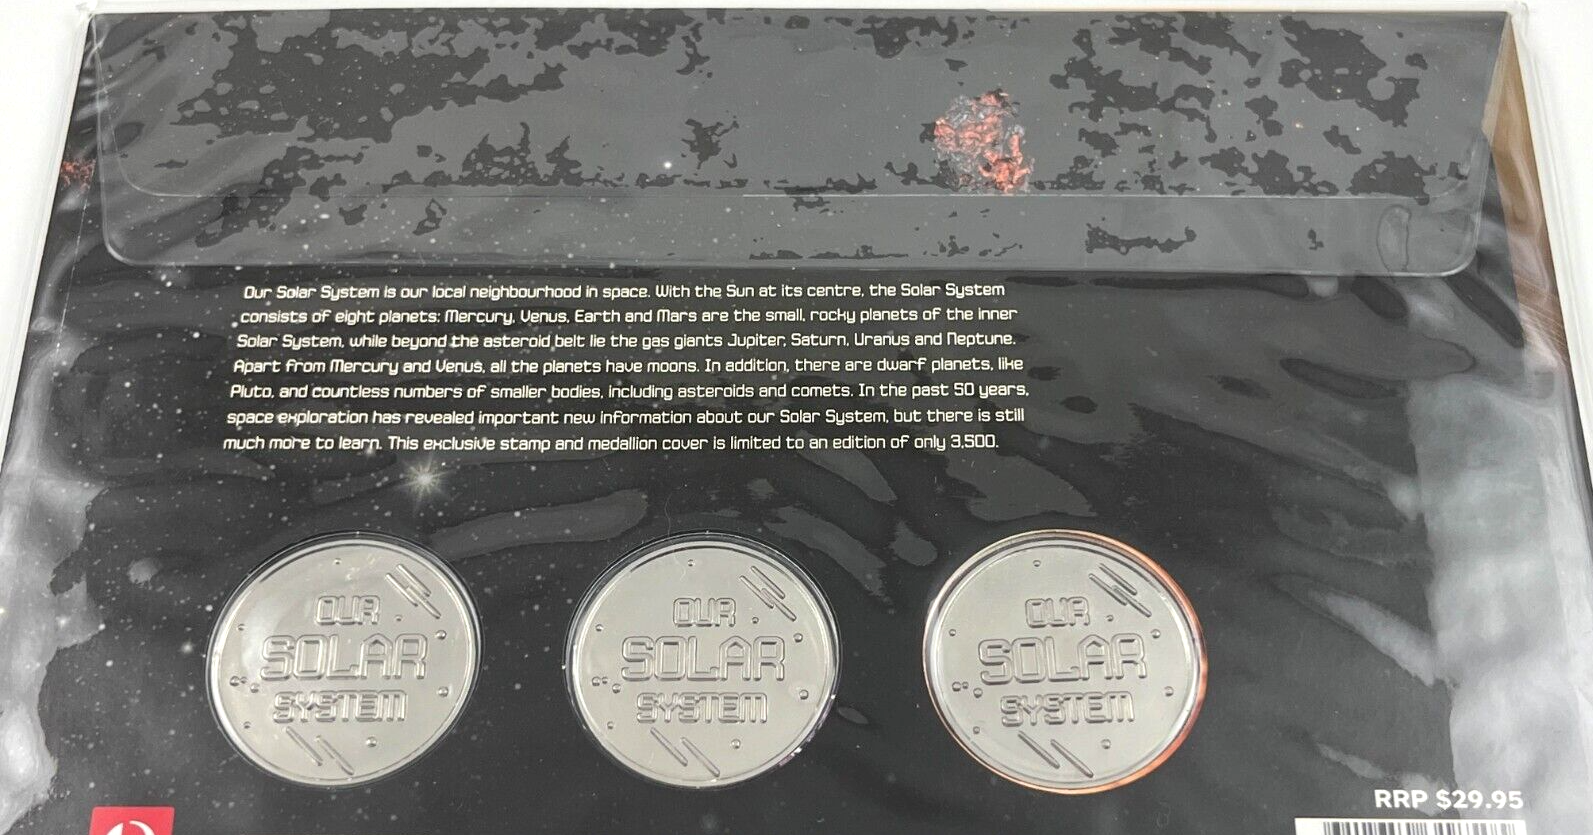 Our Solar System is our local neighbourhood in space. With the Sun at its centre, the Solar System
consists of eight planets: Mercury, Venus, Earth and Mars are the small, rocky planets of the inner
Solar System, while beyond the asteroid belt lie the gas giants Jupiter, Saturn, Uranus and Neptune.
Apart from Mercury and Venus, all the planets have moons. In addition, there are dwarf planets, like
Pluto, and countless numbers of smaller bodies, including asteroids and comets. In the past 50 years,
space exploration has revealed important new information about our Solar System, but there is still
much more to learn. This exclusive stamp and medallion cover is limited to an edition of only 3,500.
OUR
SOLAR
SYSTEM
OUR
SOLAR
SYSTEM
OUR
SOLAR
SYSTEM
RRP $29.95